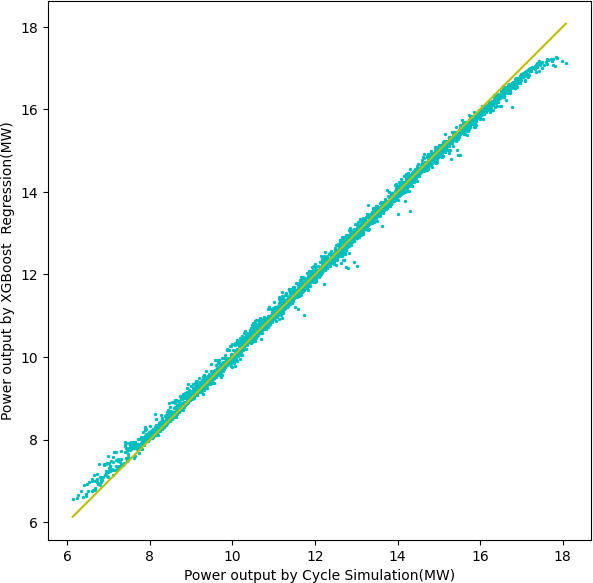 18
16
14
12
10
8
6
Power output by XGBoost  Regression(MW)
6 8 10 12 14 16 18
Power output by Cycle Simulation(MW)